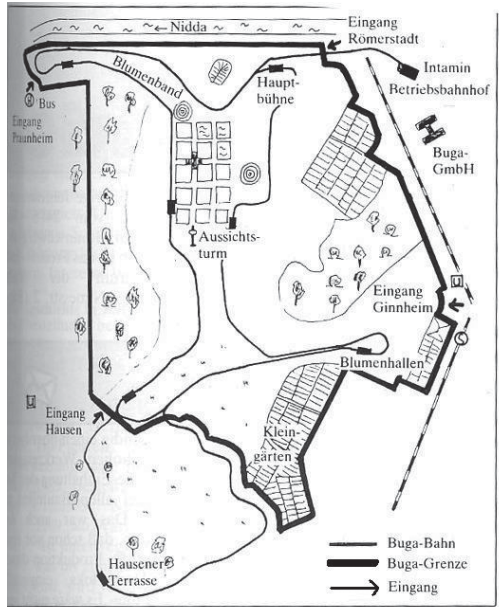 ← Nidda
Eingang
Römerstadt
Blumenband
Haupt-
bühne
Intamin
Betriebsbahnhof
Bus
Eingang
Praunheim
Buga-
GmbH
Aussichts-
turm
U
Eingang
Ginnheim
S
Blumenhallen
U
Eingang
Hausen
Klein-
gärten
Hausener
Terrasse
Buga-Bahn
Buga-Grenze
Eingang